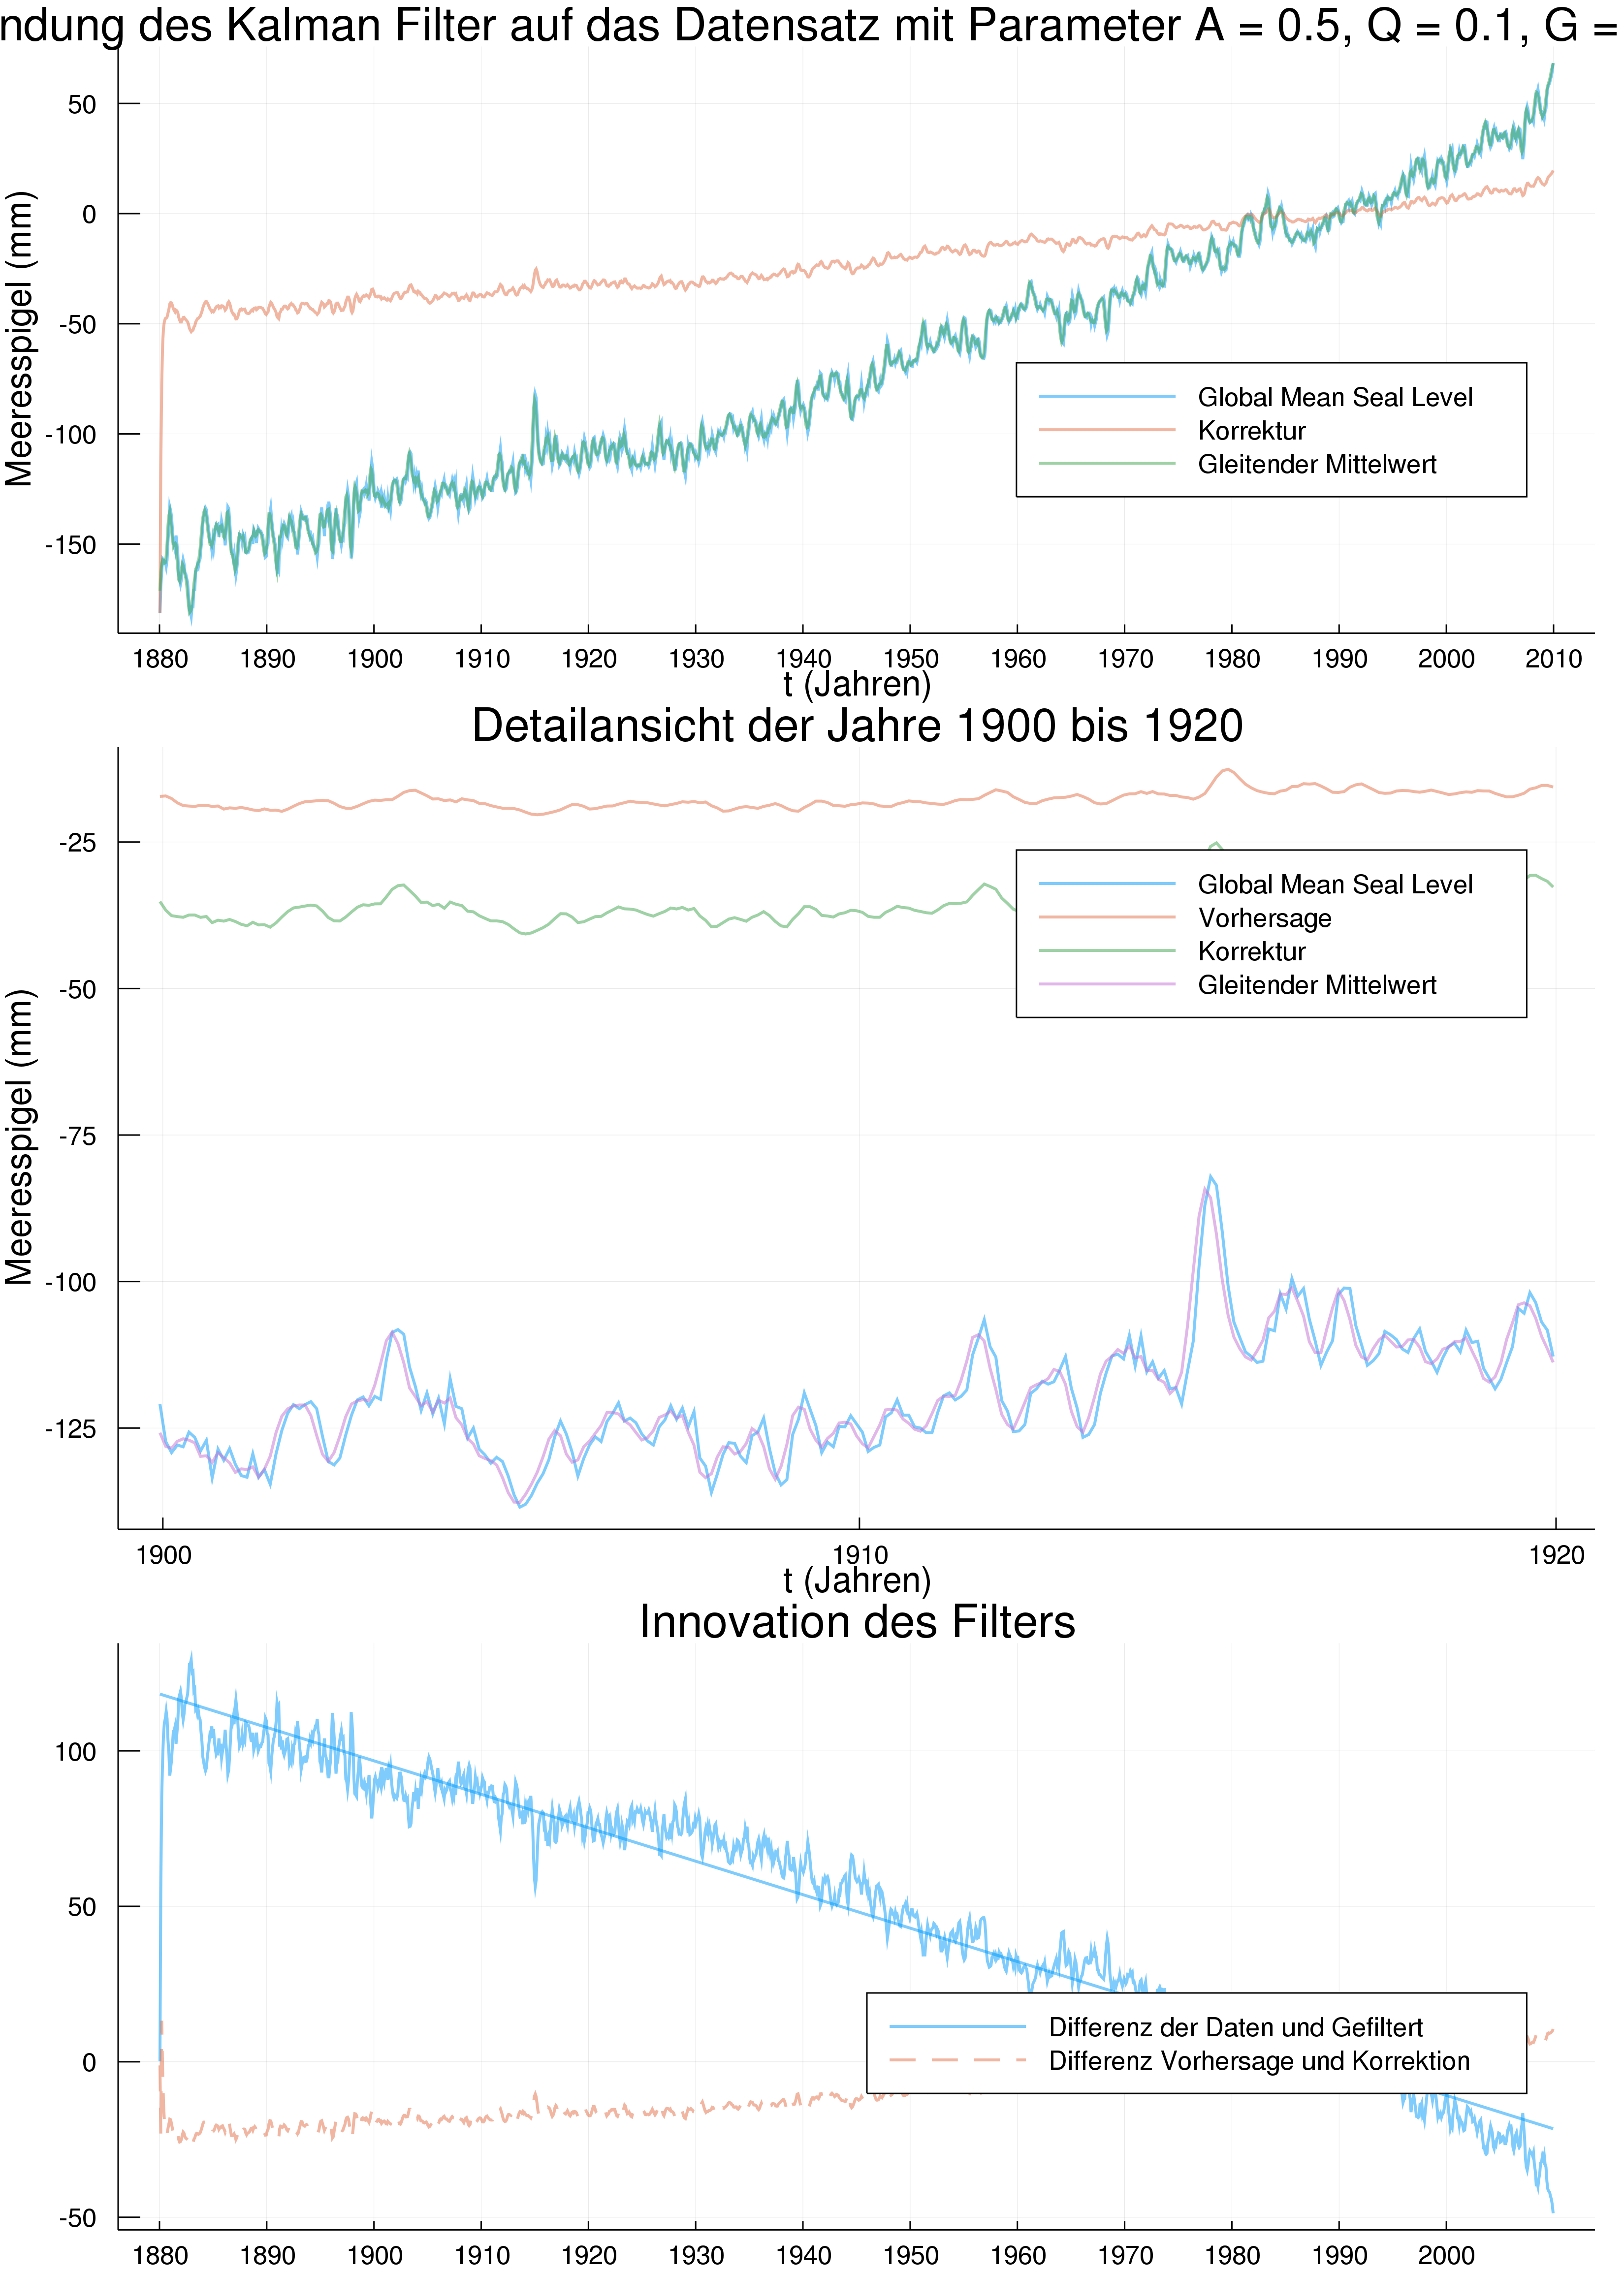 ndung des Kalman Filter auf das Datensatz mit Parameter A = 0.5, Q = 0.1, G =
50
0
-50
-100
-150
Meeresspigel (mm)
Global Mean Seal Level
Korrektur
Gleitender Mittelwert
1880 1890 1900 1910 1920 1930 1940 1950 1960 1970 1980 1990 2000 2010
t (Jahren)
Detailansicht der Jahre 1900 bis 1920
-25
-50
-75
-100
-125
Meeresspigel (mm)
Global Mean Seal Level
Vorhersage
Korrektur
Gleitender Mittelwert
1900 1910 1920
t (Jahren)
Innovation des Filters
100
50
0
-50
Differenz der Daten und Gefiltert
Differenz Vorhersage und Korrektion
1880 1890 1900 1910 1920 1930 1940 1950 1960 1970 1980 1990 2000